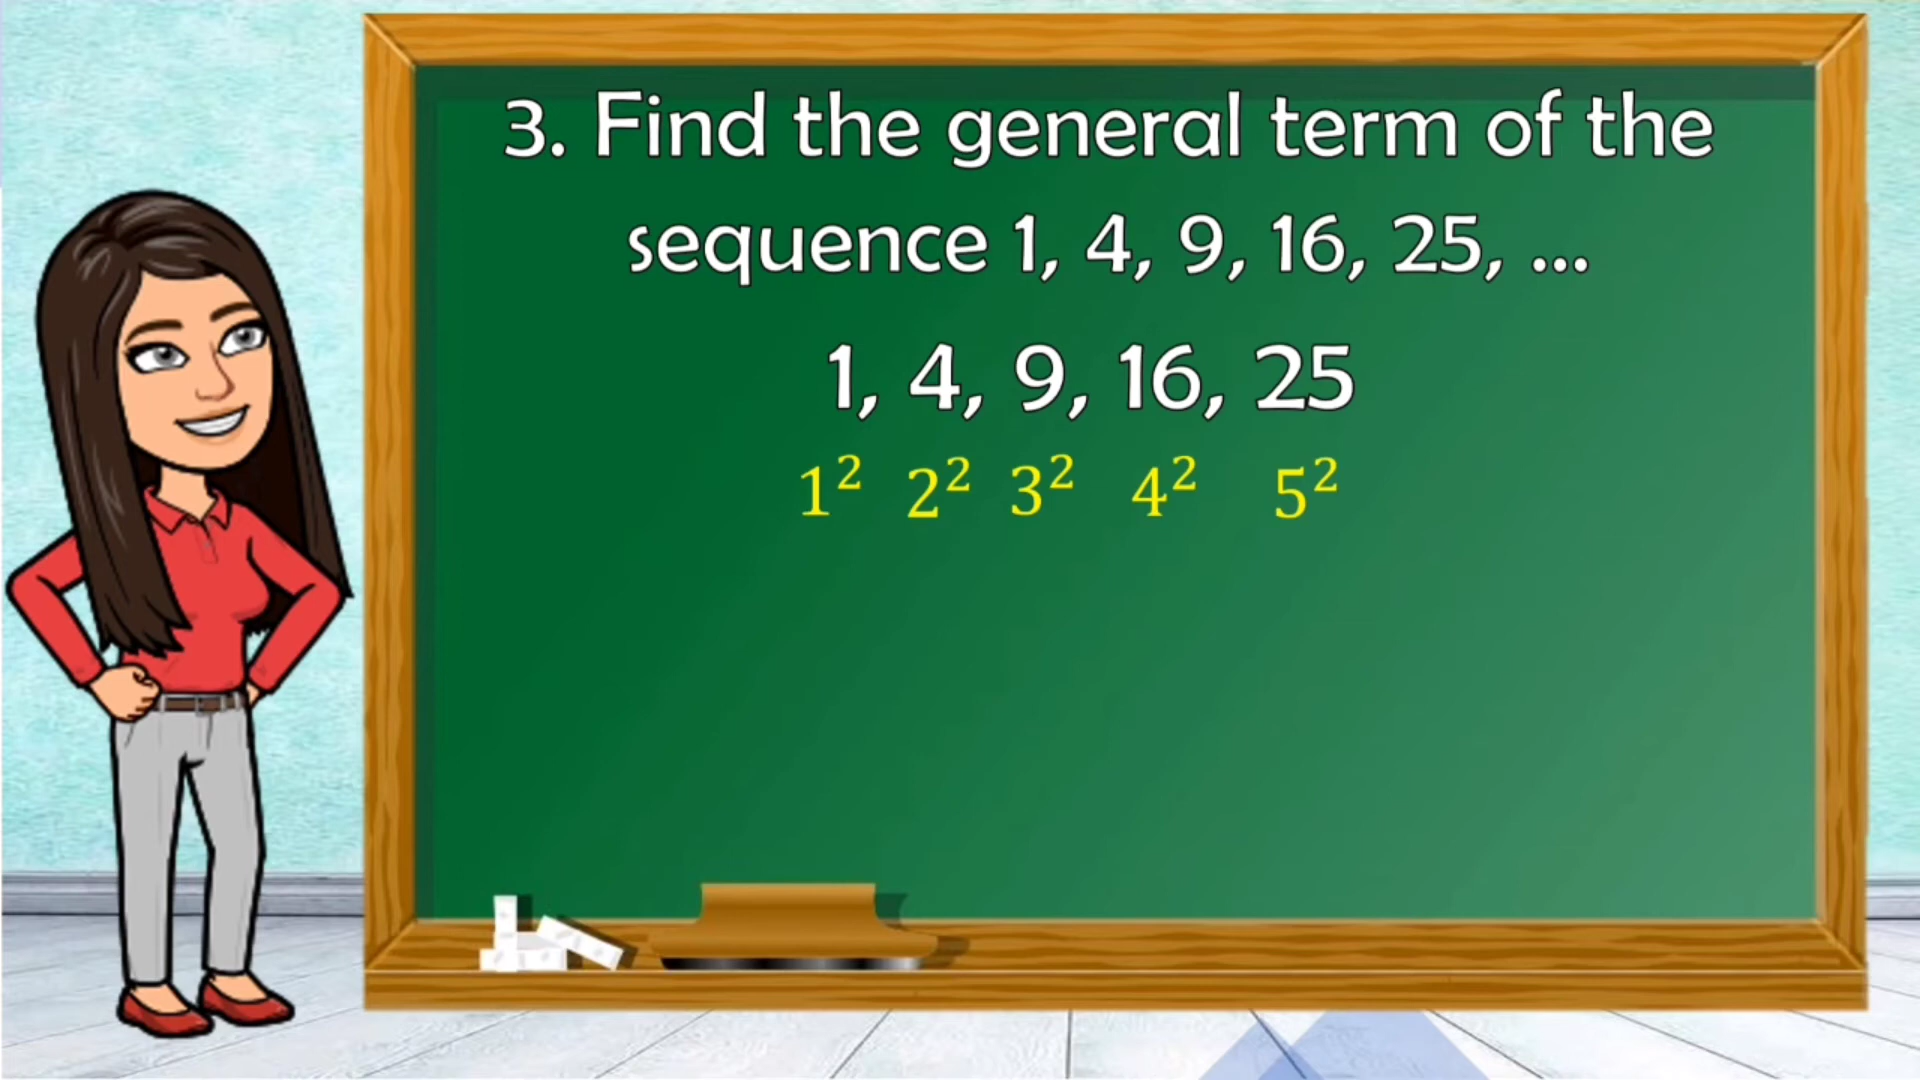 3. Find the general term of the
sequence 1, 4, 9, 16, 25, ...
1, 4, 9, 16, 25
1² 2² 3² 4² 5²